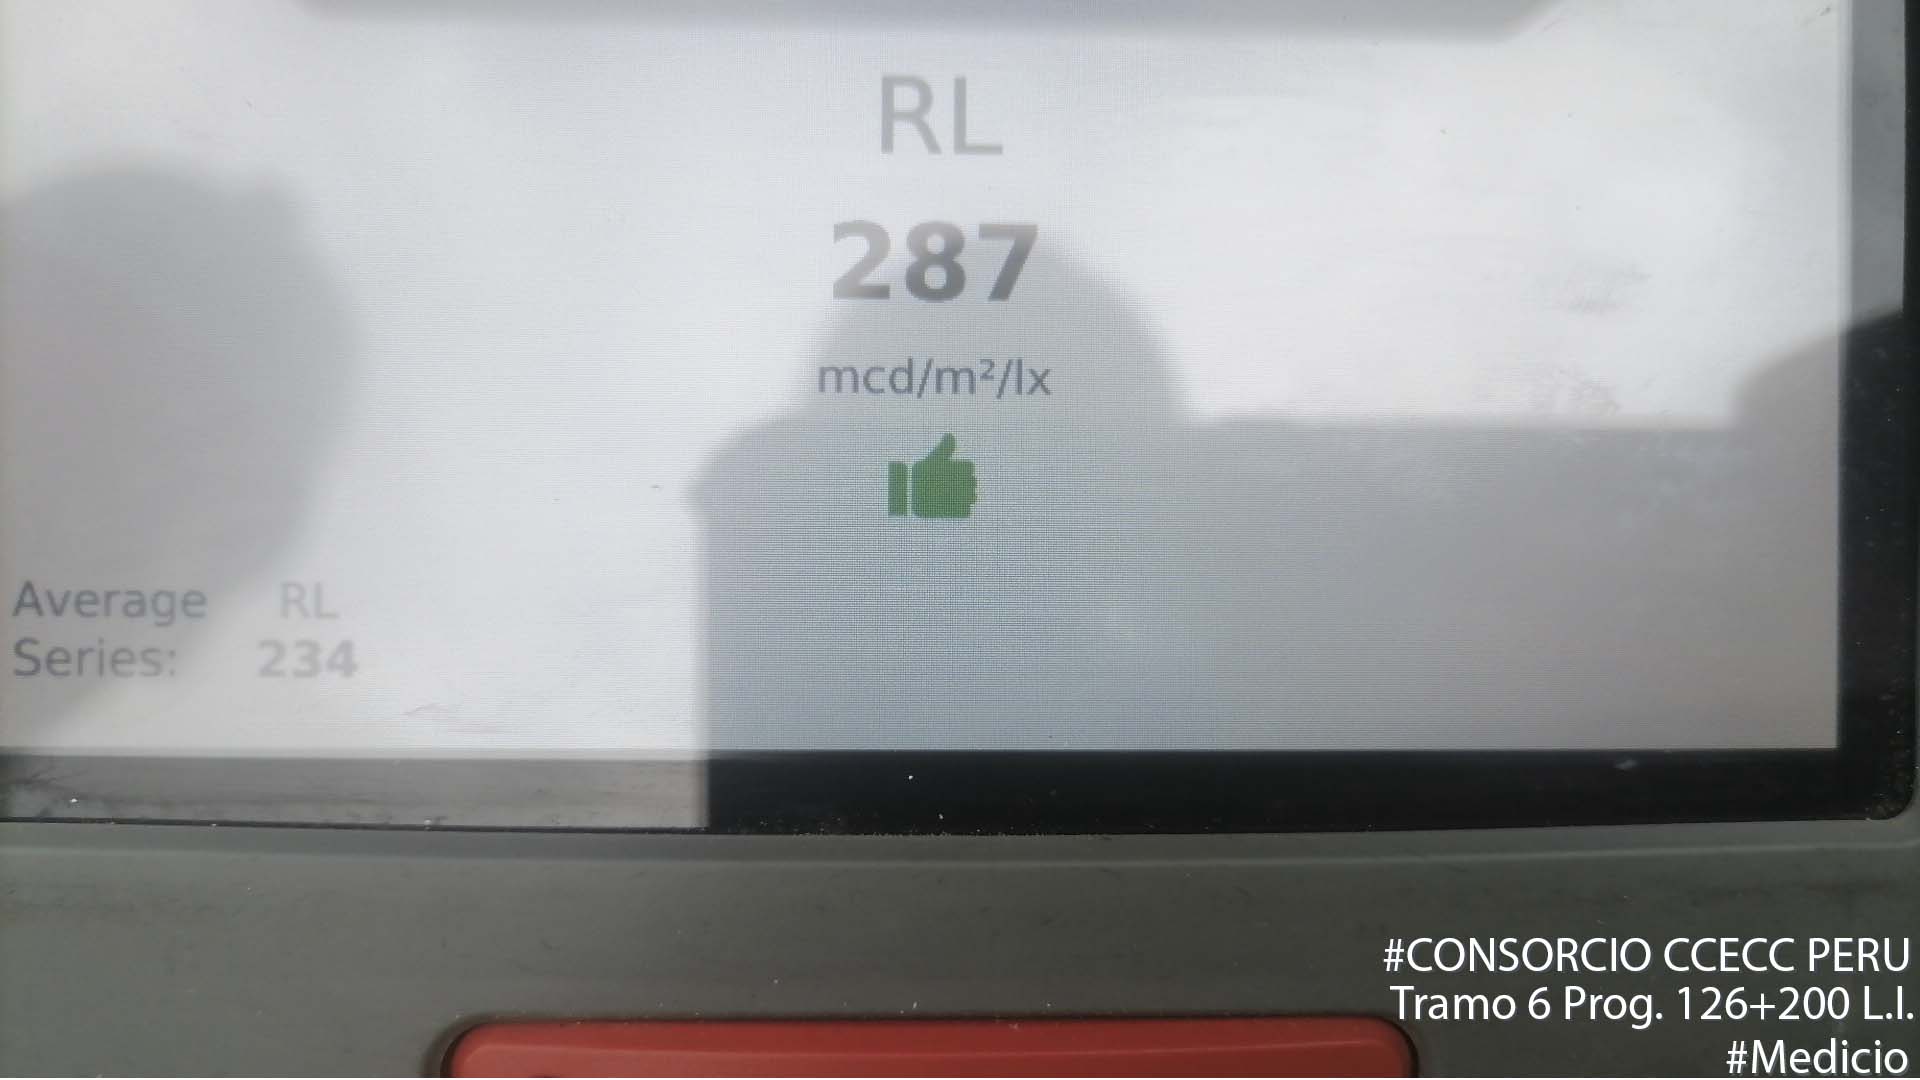 RL
287
mcd/m²/lx
Average RL
Series: 234
#CONSORCIO CCECC PERU
Tramo 6 Prog. 126+200 L.I.
#Medicio